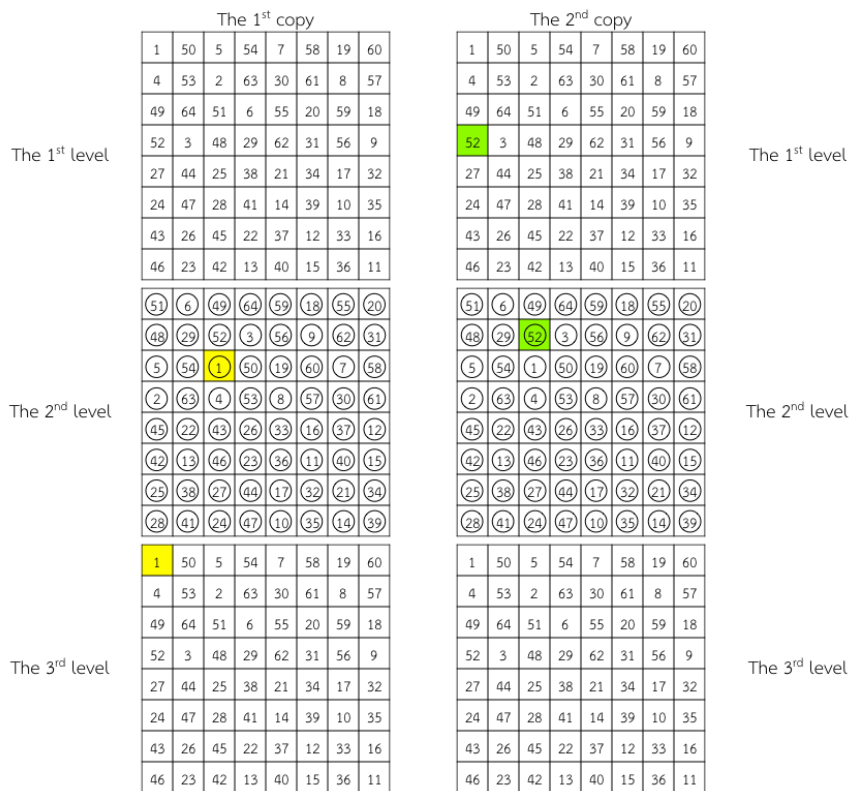 The 1st copy The 2nd copy
1 50 5 54 7 58 19 60 1 50 5 54 7 58 19 60
4 53 2 63 30 61 8 57 4 53 2 63 30 61 8 57
49 64 51 6 55 20 59 18 49 64 51 6 55 20 59 18
52 3 48 29 62 31 56 9 52 3 48 29 62 31 56 9
The 1st level The 1st level
27 44 25 38 21 34 17 32 27 44 25 38 21 34 17 32
24 47 28 41 14 39 10 35 24 47 28 41 14 39 10 35
43 26 45 22 37 12 33 16 43 26 45 22 37 12 33 16
46 23 42 13 40 15 36 11 46 23 42 13 40 15 36 11
51 6 49 64 59 18 55 20 51 6 49 64 59 18 55 20
48 29 52 3 56 9 62 31 48 29 52 3 56 9 62 31
5 54 1 50 19 60 7 58 5 54 1 50 19 60 7 58
2 63 4 53 8 57 30 61 2 63 4 53 8 57 30 61
The 2nd level The 2nd level
45 22 43 26 33 16 37 12 45 22 43 26 33 16 37 12
42 13 46 23 36 11 40 15 42 13 46 23 36 11 40 15
25 38 27 44 17 32 21 34 25 38 27 44 17 32 21 34
28 41 24 47 10 35 14 39 28 41 24 47 10 35 14 39
1 50 5 54 7 58 19 60 1 50 5 54 7 58 19 60
4 53 2 63 30 61 8 57 4 53 2 63 30 61 8 57
49 64 51 6 55 20 59 18 49 64 51 6 55 20 59 18
52 3 48 29 62 31 56 9 52 3 48 29 62 31 56 9
The 3rd level The 3rd level
27 44 25 38 21 34 17 32 27 44 25 38 21 34 17 32
24 47 28 41 14 39 10 35 24 47 28 41 14 39 10 35
43 26 45 22 37 12 33 16 43 26 45 22 37 12 33 16
46 23 42 13 40 15 36 11 46 23 42 13 40 15 36 11